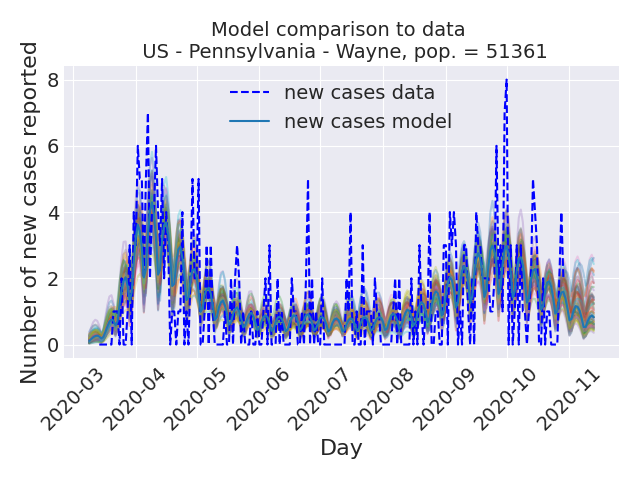 Model comparison to data
US - Pennsylvania - Wayne, pop. = 51361
Number of new cases reported
8
6
4
2
0
new cases data
new cases model
2020-03
2020-04
2020-05
2020-06
2020-07
2020-08
2020-09
2020-10
2020-11
Day